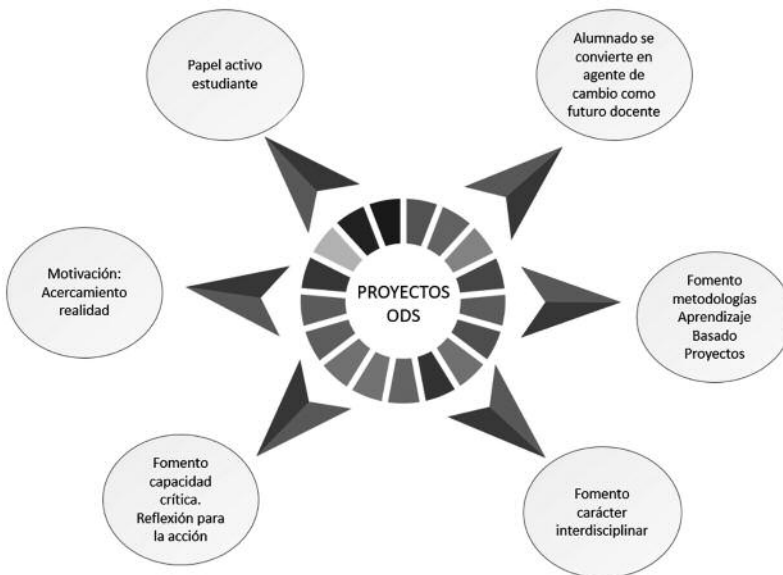 Papel activo
estudiante
Alumnado se
convierte en
agente de
cambio como
futuro docente
Motivación:
Acercamiento
realidad
PROYECTOS
ODS
Fomento
metodologías
Aprendizaje
Basado
Proyectos
Fomento
capacidad
crítica.
Reflexión para
la acción
Fomento
carácter
interdisciplinar